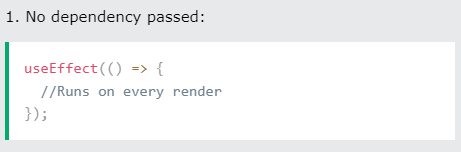 1. No dependency passed:
useEffect(() => {
  //Runs on every render
});